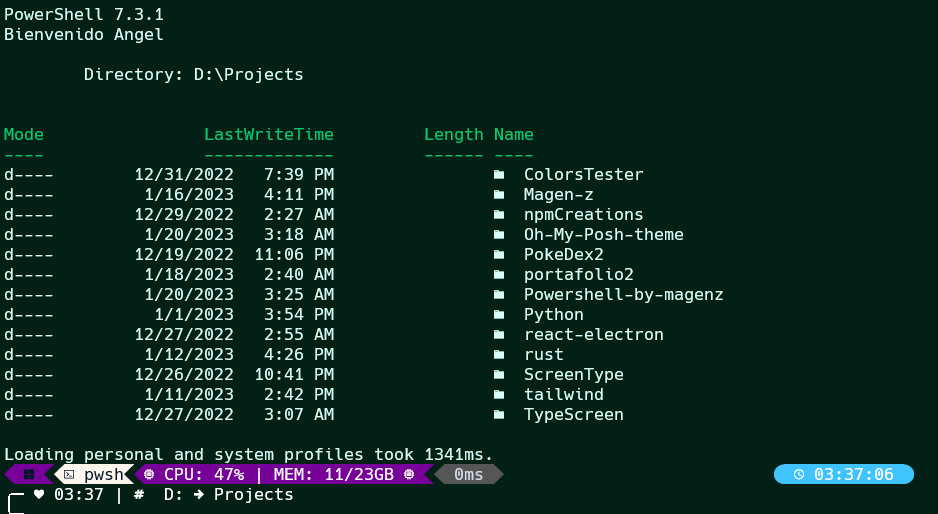 PowerShell 7.3.1
Bienvenido Angel
Directory: D:\Projects
Mode LastWriteTime Length Name
---- ------------- ------ ----
d---- 12/31/2022 7:39 PM ColorsTester
d---- 1/16/2023 4:11 PM Magen-z
d---- 12/29/2022 2:27 AM npmCreations
d---- 1/20/2023 3:18 AM Oh-My-Posh-theme
d---- 12/19/2022 11:06 PM PokeDex2
d---- 1/18/2023 2:40 AM portafolio2
d---- 1/20/2023 3:25 AM Powershell-by-magenz
d---- 1/1/2023 3:54 PM Python
d---- 12/27/2022 2:55 AM react-electron
d---- 1/12/2023 4:26 PM rust
d---- 12/26/2022 10:41 PM ScreenType
d---- 1/11/2023 2:42 PM tailwind
d---- 12/27/2022 3:07 AM TypeScreen
Loading personal and system profiles took 1341ms.
pwsh CPU: 47% | MEM: 11/23GB 0ms 03:37:06
♥ 03:37 | # D: ➜ Projects